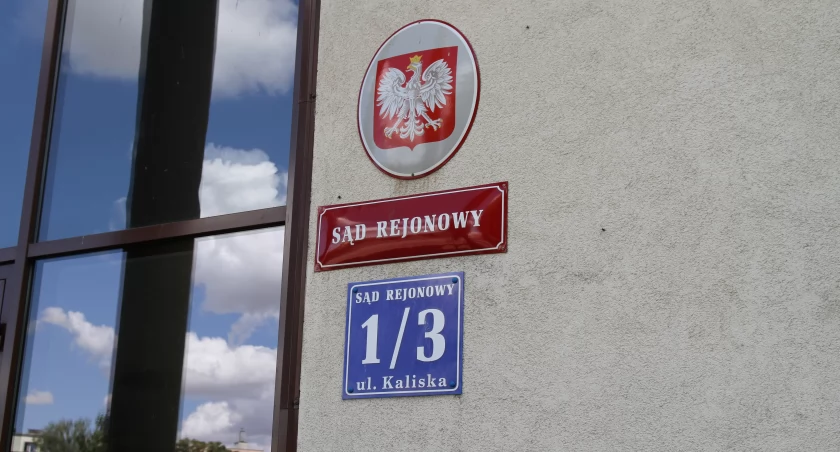 SĄD REJONOWY
SĄD REJONOWY
1/3
ul. Kaliska